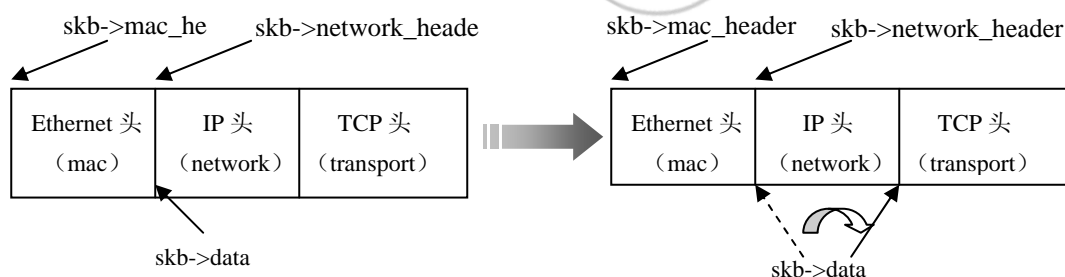 skb->mac_he
skb->network_heade
Ethernet 头
（mac）
IP 头
（network）
TCP 头
（transport）
skb->data
skb->mac_header
skb->network_header
Ethernet 头
（mac）
IP 头
（network）
TCP 头
（transport）
skb->data